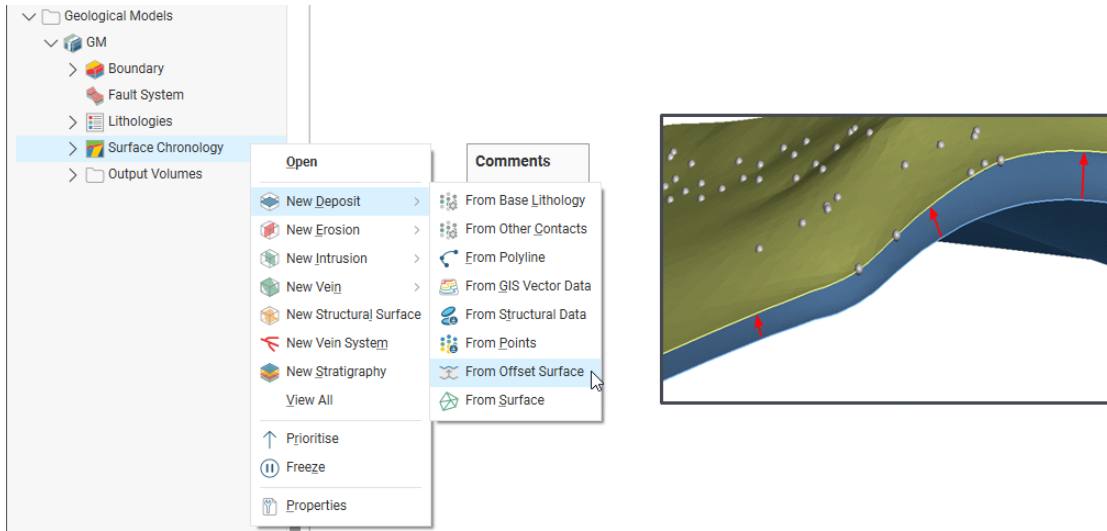 Geological Models
GM
Boundary
Fault System
Lithologies
Surface Chronology
Output Volumes
Open
New Deposit
New Erosion
New Intrusion
New Vein
New Structural Surface
New Vein System
New Stratigraphy
View All
Prioritise
Freeze
Properties
Comments
From Base Lithology
From Other Contacts
From Polyline
From GIS Vector Data
From Structural Data
From Points
From Offset Surface
From Surface